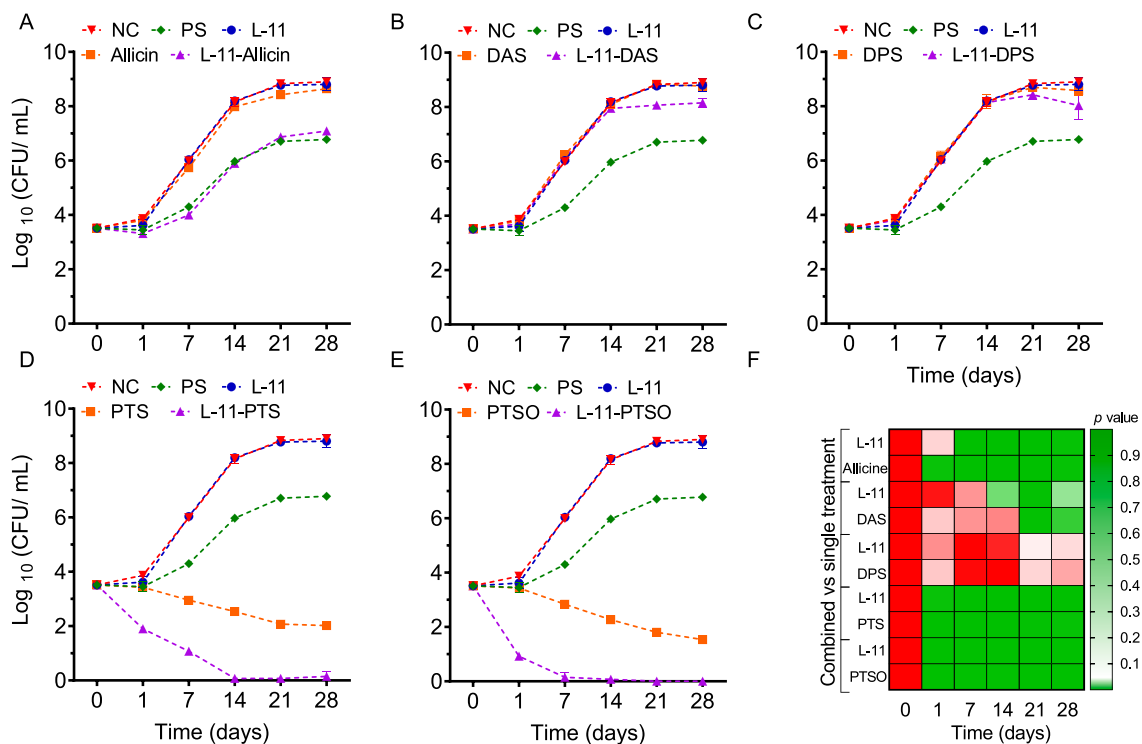 A
NC PS L-11
Allicin L-11-Allicin
Log 10 (CFU/ mL)
10
8
6
4
2
0
0 1 7 14 21 28
B
NC PS L-11
DAS L-11-DAS
10
8
6
4
2
0
0 1 7 14 21 28
C
NC PS L-11
DPS L-11-DPS
10
8
6
4
2
0
0 1 7 14 21 28
Time (days)
D
NC PS L-11
PTS L-11-PTS
Log 10 (CFU/ mL)
10
8
6
4
2
0
0 1 7 14 21 28
Time (days)
E
NC PS L-11
PTSO L-11-PTSO
10
8
6
4
2
0
0 1 7 14 21 28
Time (days)
F
p value
Combined vs single treatment
L-11
Allicine
L-11
DAS
L-11
DPS
L-11
PTS
L-11
PTSO
0 1 7 14 21 28
Time (days)
0.9
0.8
0.7
0.6
0.5
0.4
0.3
0.2
0.1